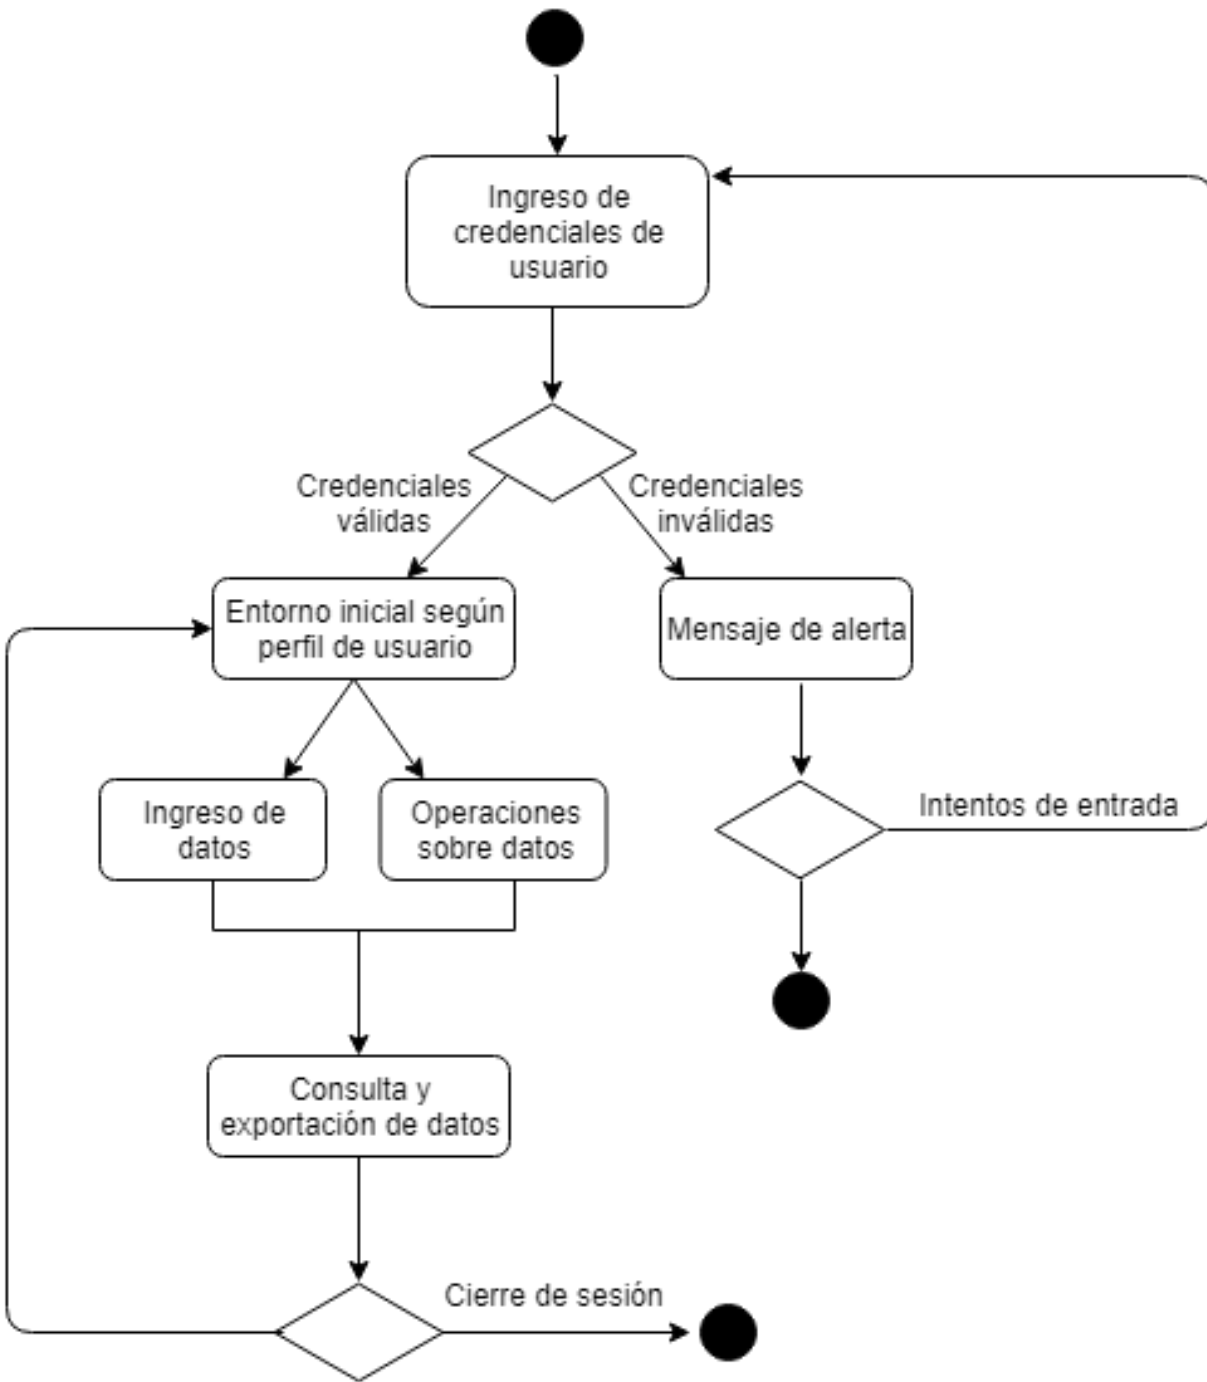 Ingreso de
credenciales de
usuario
Credenciales
válidas
Credenciales
inválidas
Entorno inicial según
perfil de usuario
Mensaje de alerta
Ingreso de
datos
Operaciones
sobre datos
Intentos de entrada
Consulta y
exportación de datos
Cierre de sesión